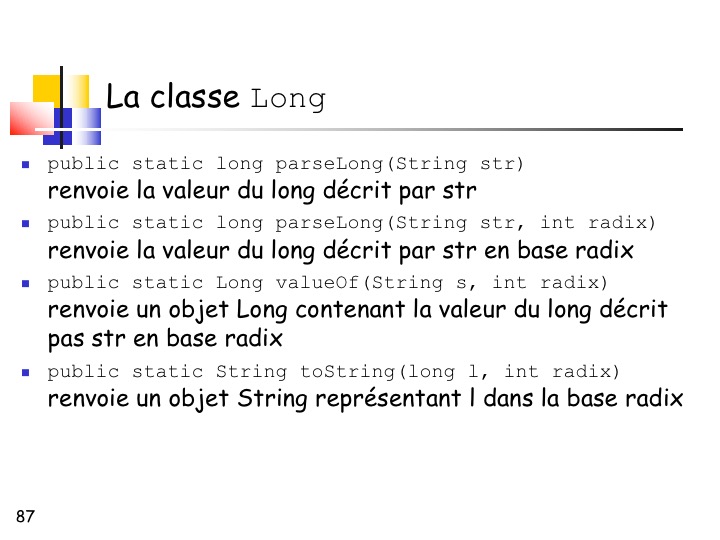 La classe Long
public static long parseLong(String str)
renvoie la valeur du long décrit par str
public static long parseLong(String str, int radix)
renvoie la valeur du long décrit par str en base radix
public static Long valueOf(String s, int radix)
renvoie un objet Long contenant la valeur du long décrit
pas str en base radix
public static String toString(long l, int radix)
renvoie un objet String représentant l dans la base radix
87